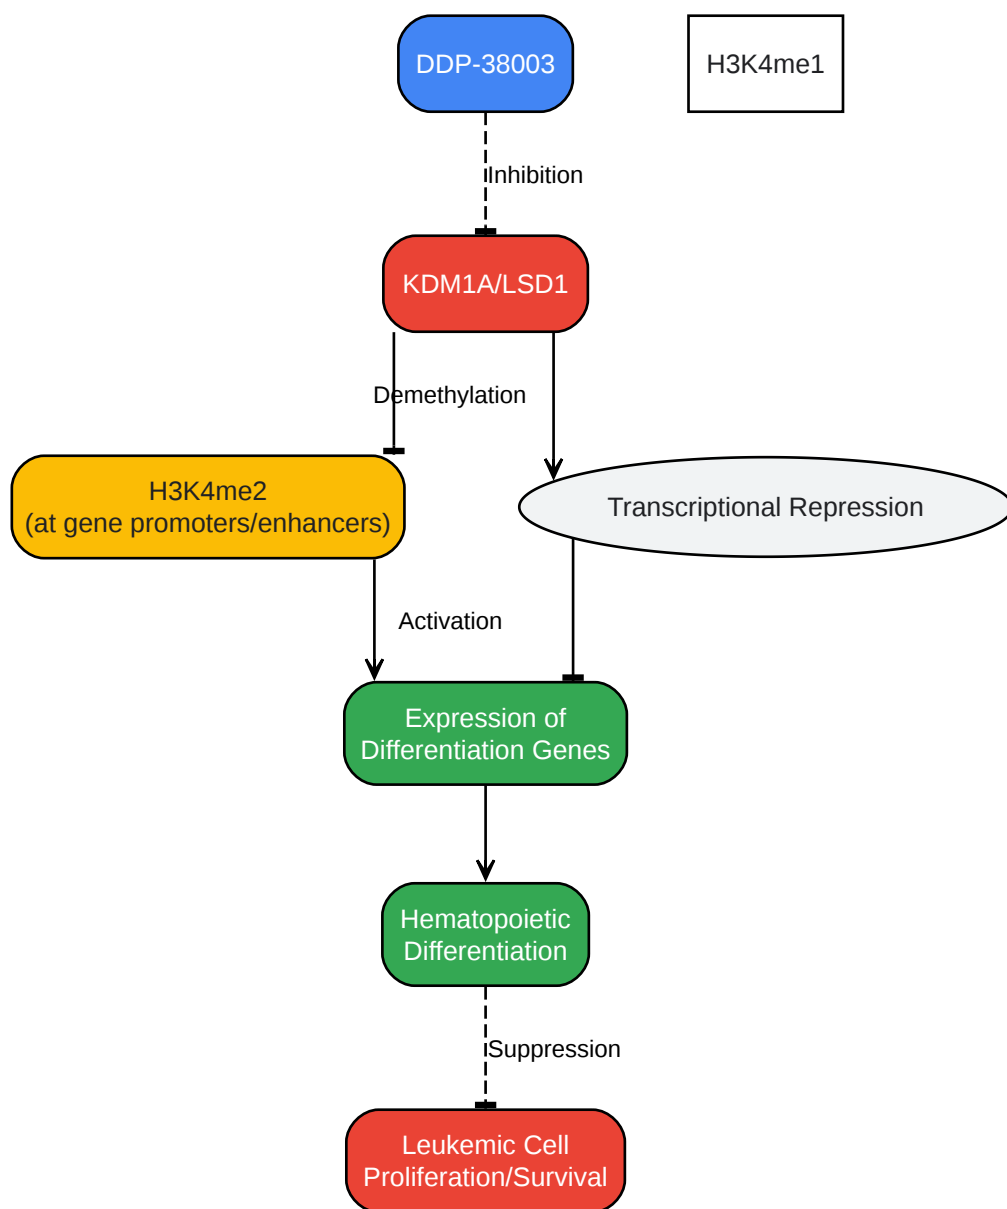 DDP-38003
H3K4me1
Inhibition
KDM1A/LSD1
Demethylation
H3K4me2
(at gene promoters/enhancers)
Transcriptional Repression
Activation
Expression of
Differentiation Genes
Hematopoietic
Differentiation
Suppression
Leukemic Cell
Proliferation/Survival